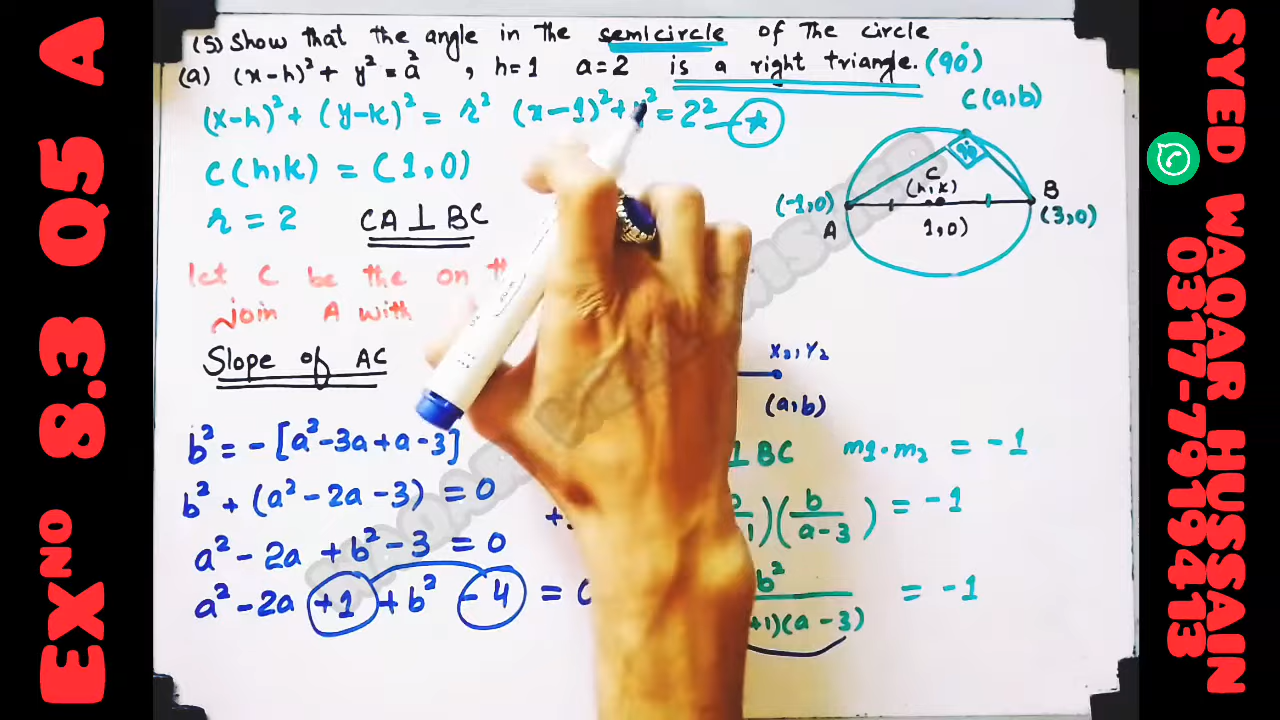 EXᴺᴼ 8.3 Q5 A
(5) Show that the angle in the semicircle of The circle
(a) (x-h)² + y² = a² , h=1 a=2 is a right triangle. (90°)
(x-h)² + (y-k)² = r² (x-1)² + y² = 2² — *
C(a,b)
C(h,k) = (1,0)
90°
C
(h,k)
(-1,0)
B
(3,0)
r = 2 CA ⊥ BC
A
1,0)
let C be the on
join A with
Slope of AC
x₂, y₂
(a,b)
b² = -[a²-3a+a-3]
⊥ BC m1·m2 = -1
b² + (a² - 2a - 3) = 0
)( b/(a-3) ) = -1
a² - 2a + b² - 3 = 0
b²/(+1)(a-3) = -1
a² - 2a +1 + b² - 4 =
SYED WAQAR HUSSAIN
0317-7919413